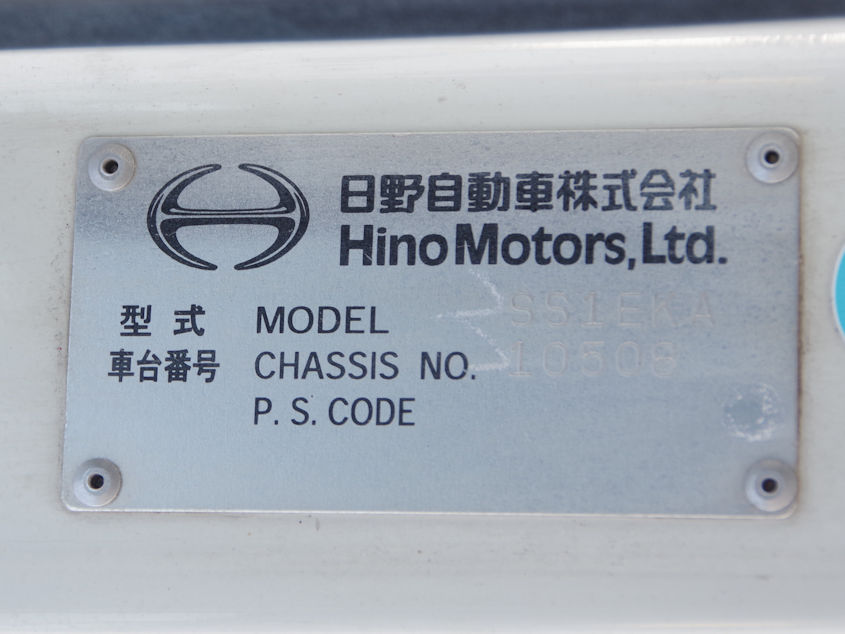 日野自動車株式会社
Hino Motors, Ltd.
型式 MODEL SS1EKA
車台番号 CHASSIS NO. 10508
P. S. CODE